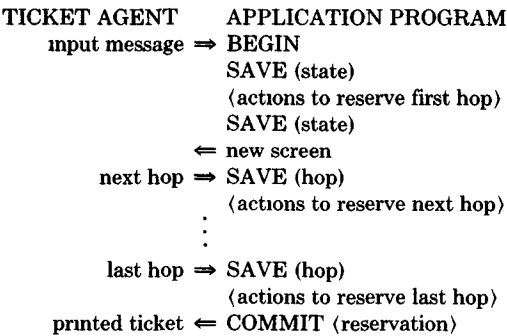 TICKET AGENT APPLICATION PROGRAM
input message ⇒ BEGIN
SAVE (state)
⟨actions to reserve first hop⟩
SAVE (state)
⇐ new screen
next hop ⇒ SAVE (hop)
⟨actions to reserve next hop⟩
.
.
.
last hop ⇒ SAVE (hop)
⟨actions to reserve last hop⟩
printed ticket ⇐ COMMIT ⟨reservation⟩